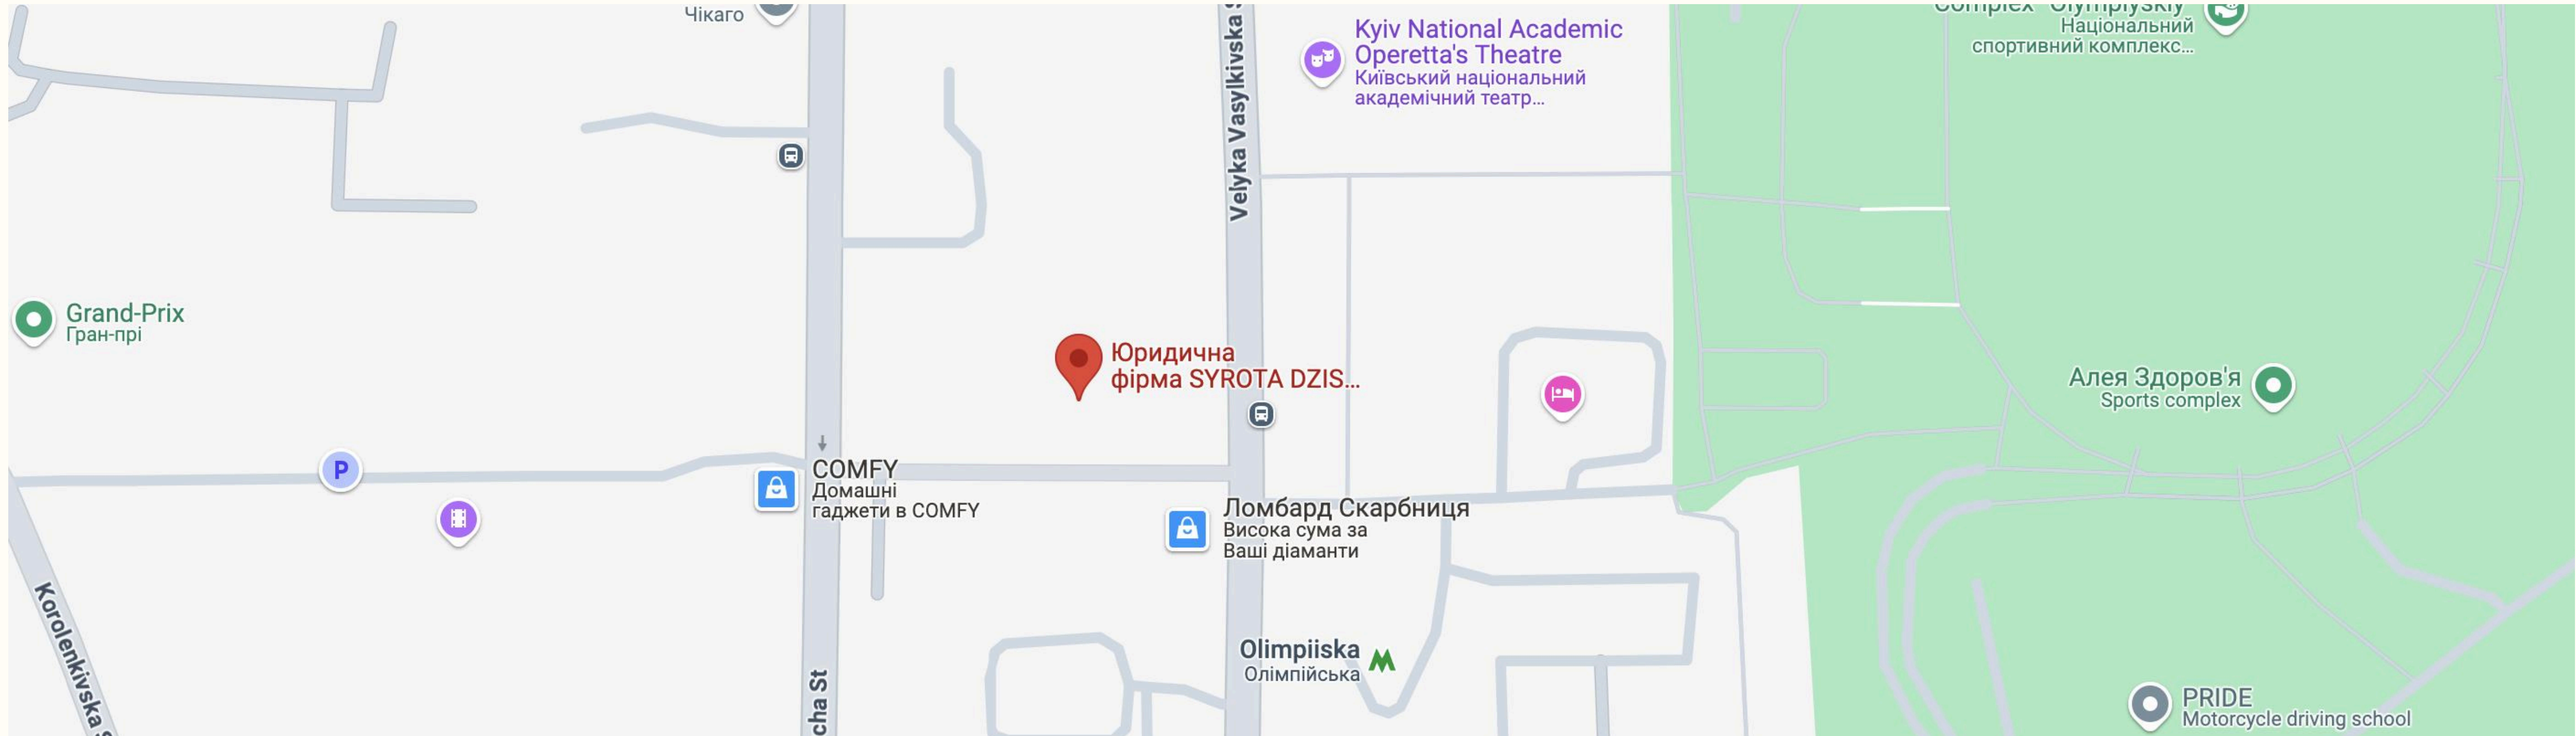 Чікаго
Velyka Vasylkivska S
Kyiv National Academic
Operetta's Theatre
Київський національний
академічний театр...
Complex "Olympiyskiy"
Національний
спортивний комплекс...
Grand-Prix
Гран-прі
Юридична
фірма SYROTA DZIS...
Алея Здоров'я
Sports complex
P
COMFY
Домашні
гаджети в COMFY
Ломбард Скарбниця
Висока сума за
Ваші діаманти
Korolenkivska S
cha St
Olimpiiska
Олімпійська
PRIDE
Motorcycle driving school